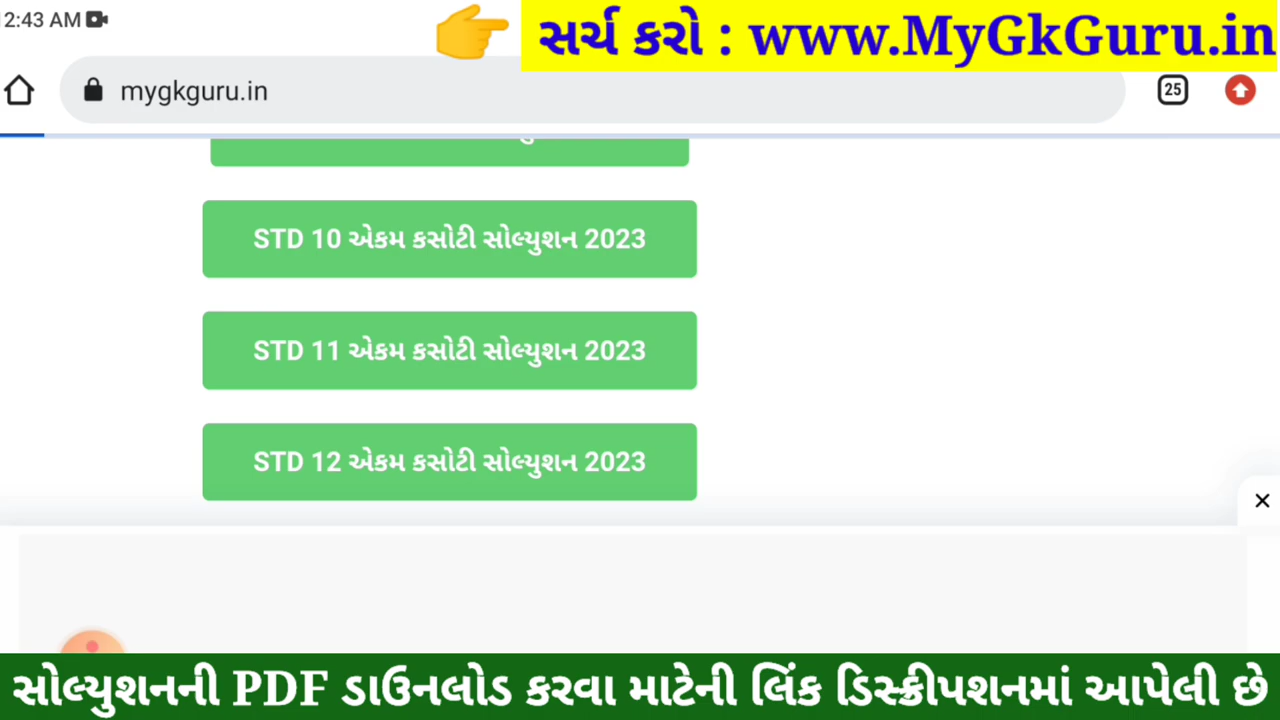 2:43 AM
સર્ચ કરો : www.MyGkGuru.in
mygkguru.in
25
STD 10 એકમ કસોટી સોલ્યુશન 2023
STD 11 એકમ કસોટી સોલ્યુશન 2023
STD 12 એકમ કસોટી સોલ્યુશન 2023
સોલ્યુશનની PDF ડાઉનલોડ કરવા માટેની લિંક ડિસ્ક્રીપશનમાં આપેલી છે